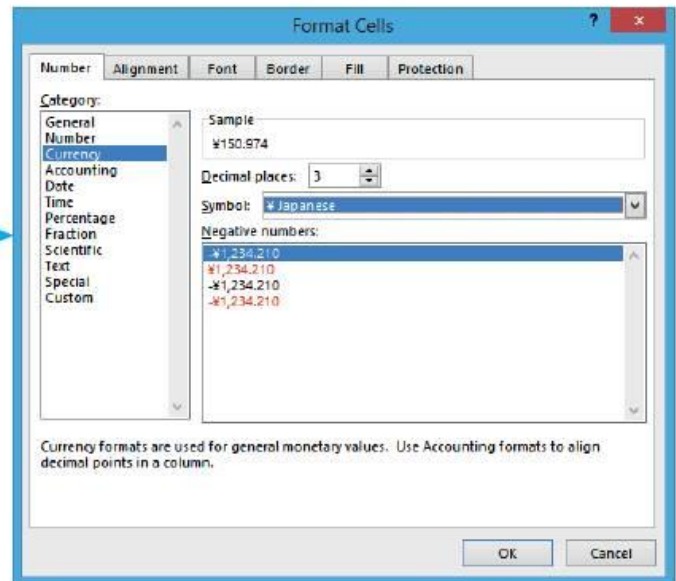 Format Cells
?
Number Alignment Font Border Fill Protection
Category:
General
Number
Currency
Accounting
Date
Time
Percentage
Fraction
Scientific
Text
Special
Custom
Sample
¥150.974
Decimal places: 3
Symbol: ¥ Japanese
Negative numbers:
-¥1,234.210
¥1,234.210
-¥1,234.210
-¥1,234.210
Currency formats are used for general monetary values. Use Accounting formats to align
decimal points in a column.
OK Cancel